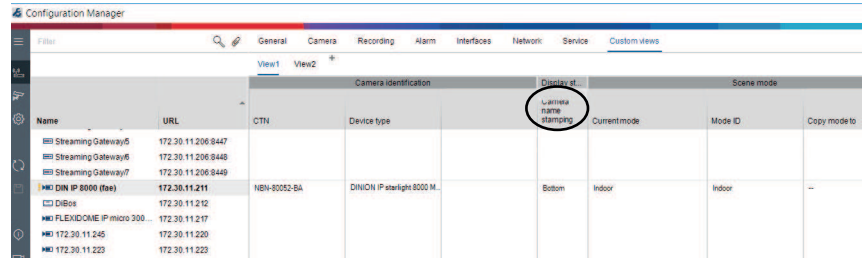 Configuration Manager
Filter General Camera Recording Alarm Interfaces Network Service Custom views
View1 View2 +
Camera identification Display st... Scene mode
Name URL CTN Device type Camera name stamping Current mode Mode ID Copy mode to
Streaming Gateway/5 172.30.11.206:8447
Streaming Gateway/6 172.30.11.206:8448
Streaming Gateway/7 172.30.11.206:8449
DIN IP 8000 (fae) 172.30.11.211 NBN-80052-BA DINION IP starlight 8000 M... Bottom Indoor Indoor --
DiBos 172.30.11.212
FLEXIDOME IP micro 300... 172.30.11.217
172.30.11.245 172.30.11.220
172.30.11.223 172.30.11.223